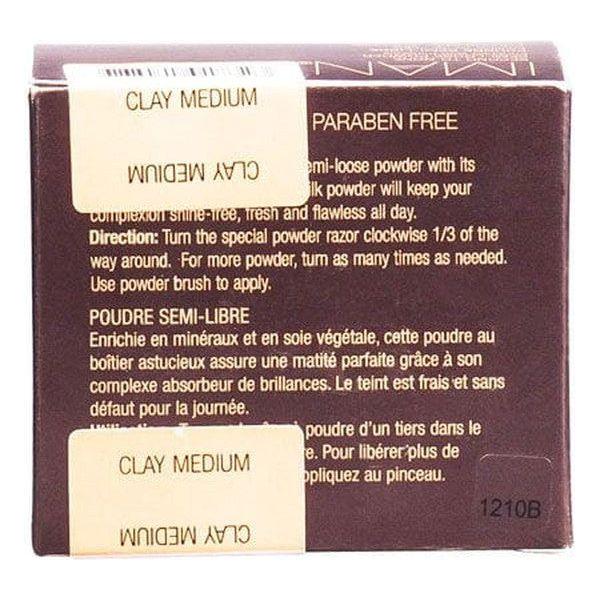 IMAN
CLAY MEDIUM
PARABEN FREE
CLAY MEDIUM
emi-loose powder with its
ilk powder will keep your
complexion shine-free, fresh and flawless all day.
Direction: Turn the special powder razor clockwise 1/3 of the
way around. For more powder, turn as many times as needed.
Use powder brush to apply.
POUDRE SEMI-LIBRE
Enrichie en minéraux et en soie végétale, cette poudre au
boîtier astucieux assure une matité parfaite grâce à son
complexe absorbeur de brillances. Le teint est frais et sans
défaut pour la journée.
poudre d'un tiers dans le
CLAY MEDIUM
re. Pour libérer plus de
ppliquez au pinceau.
CLAY MEDIUM
1210B